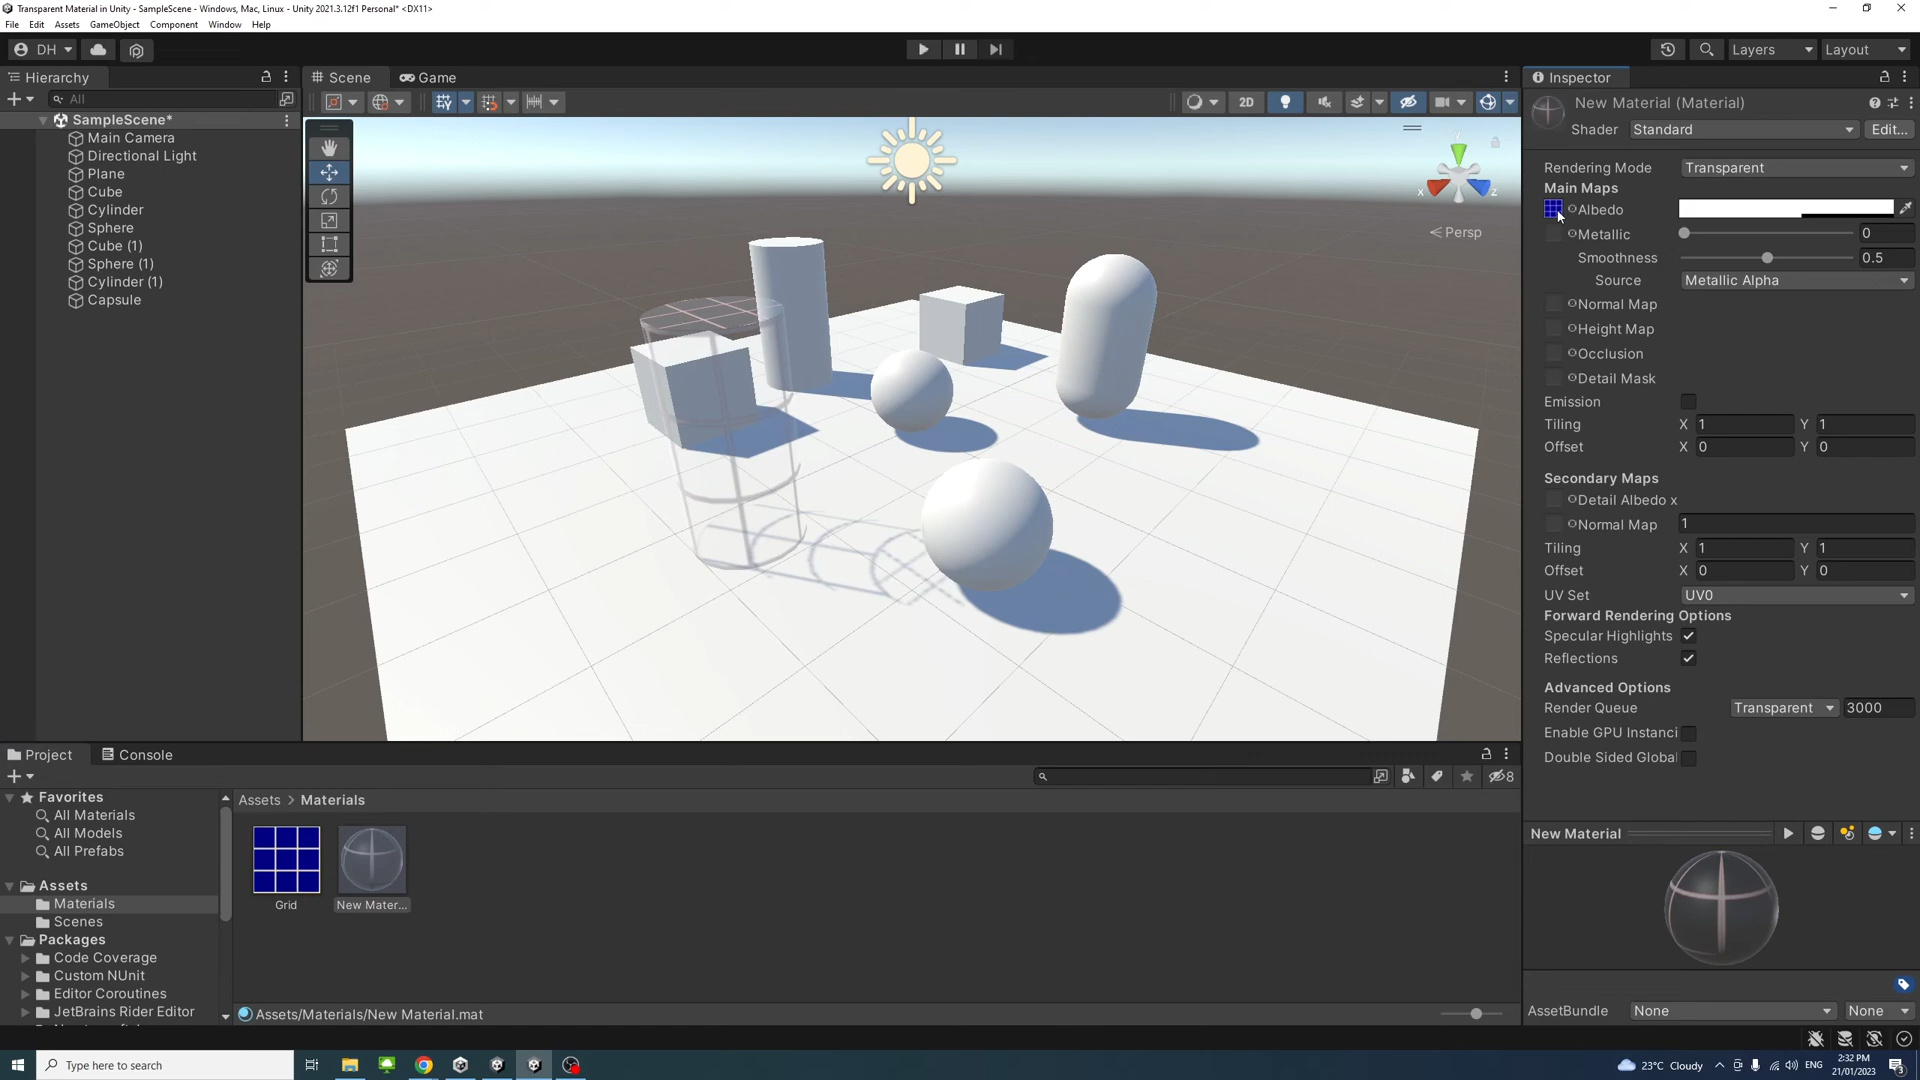 Transparent Material in Unity - SampleScene - Windows, Mac, Linux - Unity 2021.3.12f1 Personal* <DX11>
File Edit Assets GameObject Component Window Help
DH
Layers
Layout
Hierarchy
All
SampleScene*
Main Camera
Directional Light
Plane
Cube
Cylinder
Sphere
Cube (1)
Sphere (1)
Cylinder (1)
Capsule
Scene
Game
2D
y
x
z
Persp
Inspector
New Material (Material)
Shader Standard Edit...
Rendering Mode Transparent
Main Maps
Albedo
Metallic 0
Smoothness 0.5
Source Metallic Alpha
Normal Map
Height Map
Occlusion
Detail Mask
Emission
Tiling X 1 Y 1
Offset X 0 Y 0
Secondary Maps
Detail Albedo x
Normal Map 1
Tiling X 1 Y 1
Offset X 0 Y 0
UV Set UV0
Forward Rendering Options
Specular Highlights
Reflections
Advanced Options
Render Queue Transparent 3000
Enable GPU Instanci
Double Sided Global
New Material
AssetBundle None None
Project
Console
8
Favorites
All Materials
All Models
All Prefabs
Assets
Materials
Scenes
Packages
Code Coverage
Custom NUnit
Editor Coroutines
JetBrains Rider Editor
Assets > Materials
Grid
New Mater...
Assets/Materials/New Material.mat
Type here to search
23°C Cloudy
ENG
2:32 PM
21/01/2023
3